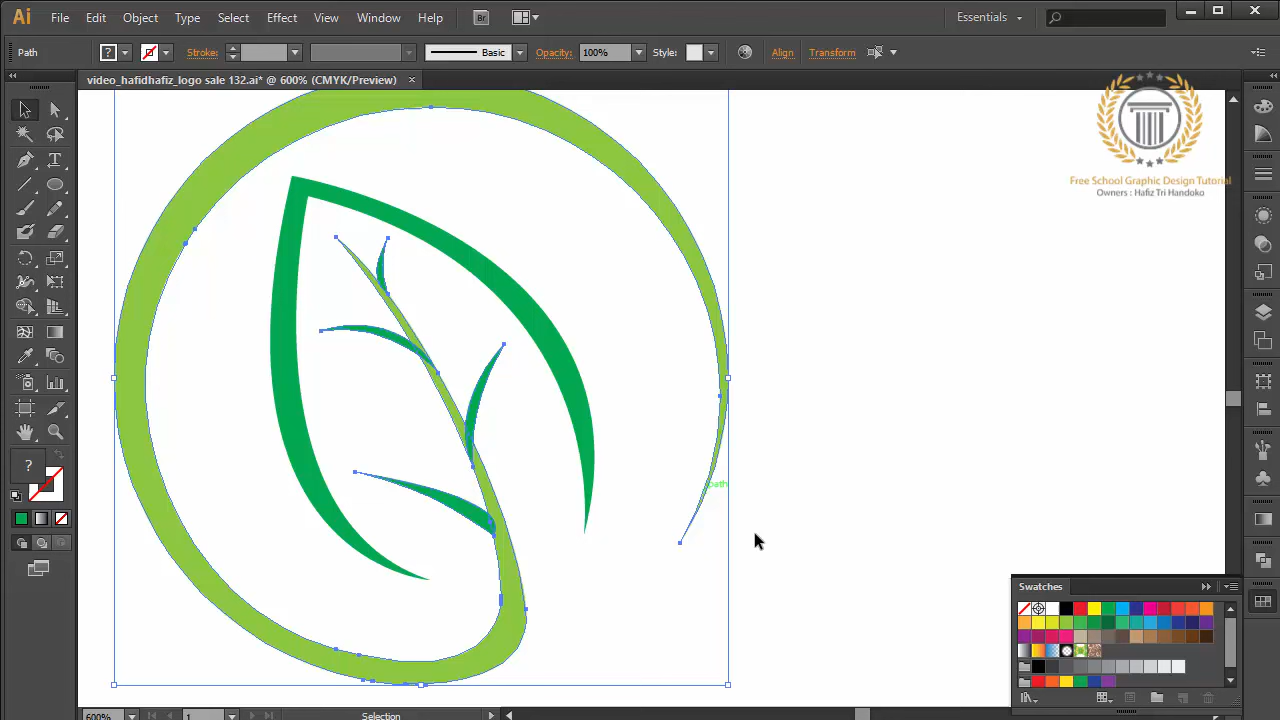 Ai File Edit Object Type Select Effect View Window Help Br Essentials
Path ? Stroke: Basic Opacity: 100% Style: Align Transform
video_hafidhafiz_logo sale 132.ai* @ 600% (CMYK/Preview) ×
Free School Graphic Design Tutorial
Owners : Hafiz Tri Handoko
path
?
Swatches
600% 1 Selection